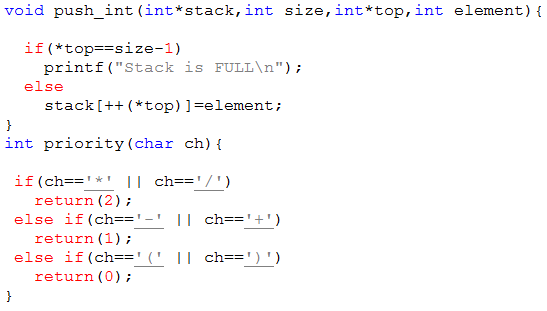 void push_int(int*stack,int size,int*top,int element){
if(*top==size-1)
printf("Stack is FULL\n");
else
stack[++(*top)]=element;
}
int priority(char ch){
if(ch=='*' || ch=='/')
return(2);
else if(ch=='-' || ch=='+')
return(1);
else if(ch=='(' || ch==')')
return(0);
}